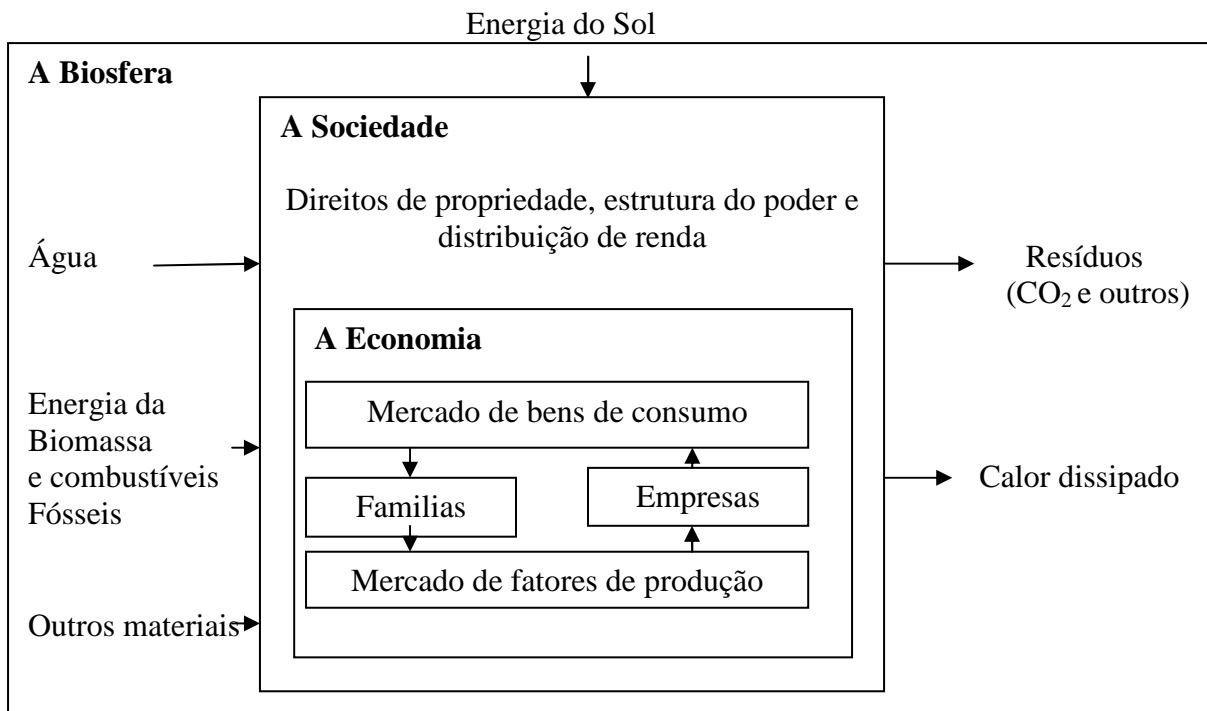 Energia do Sol
A Biosfera
A Sociedade
Direitos de propriedade, estrutura do poder e
distribuição de renda
Água
Resíduos
(CO₂ e outros)
A Economia
Mercado de bens de consumo
Energia da
Biomassa
e combustíveis
Fósseis
Familias
Empresas
Calor dissipado
Mercado de fatores de produção
Outros materiais